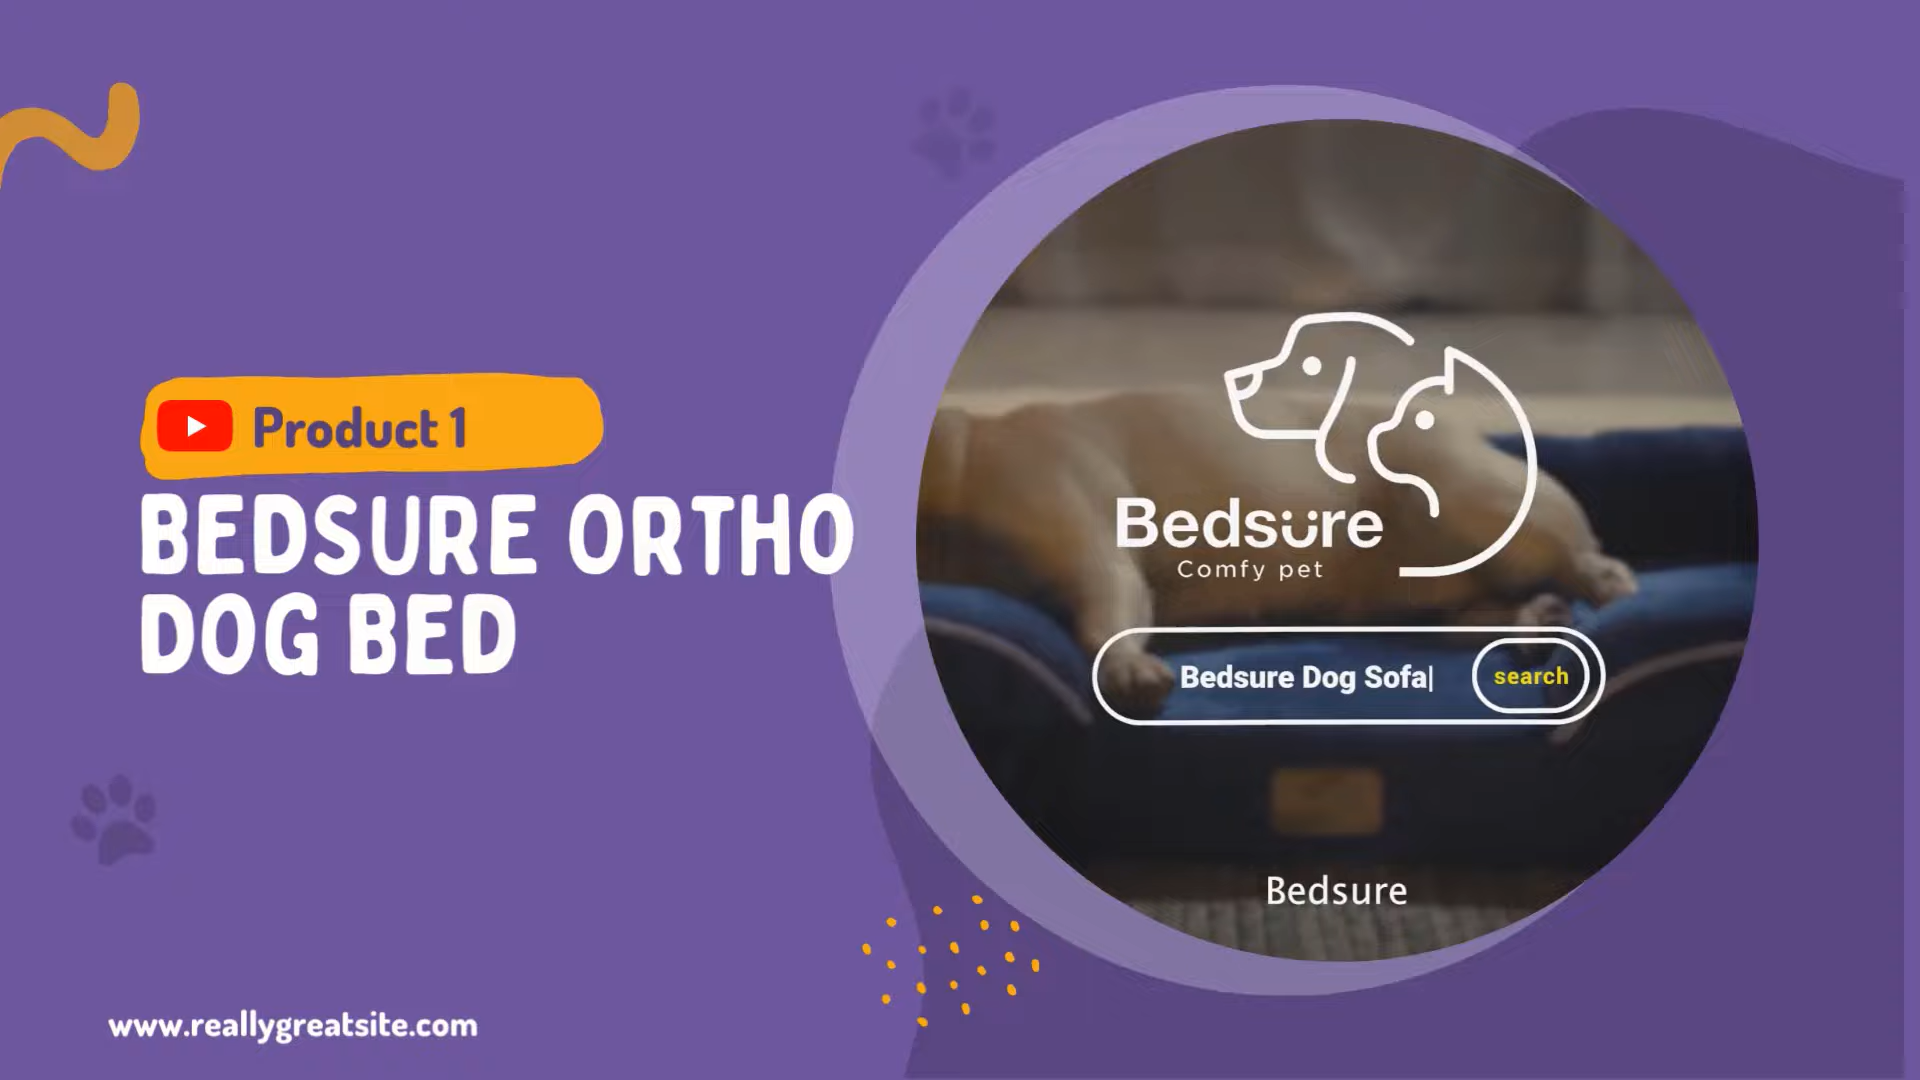 Product 1
BEDSURE ORTHO
DOG BED
www.reallygreatsite.com
Bedsure
Comfy pet
Bedsure Dog Sofa
search
Bedsure